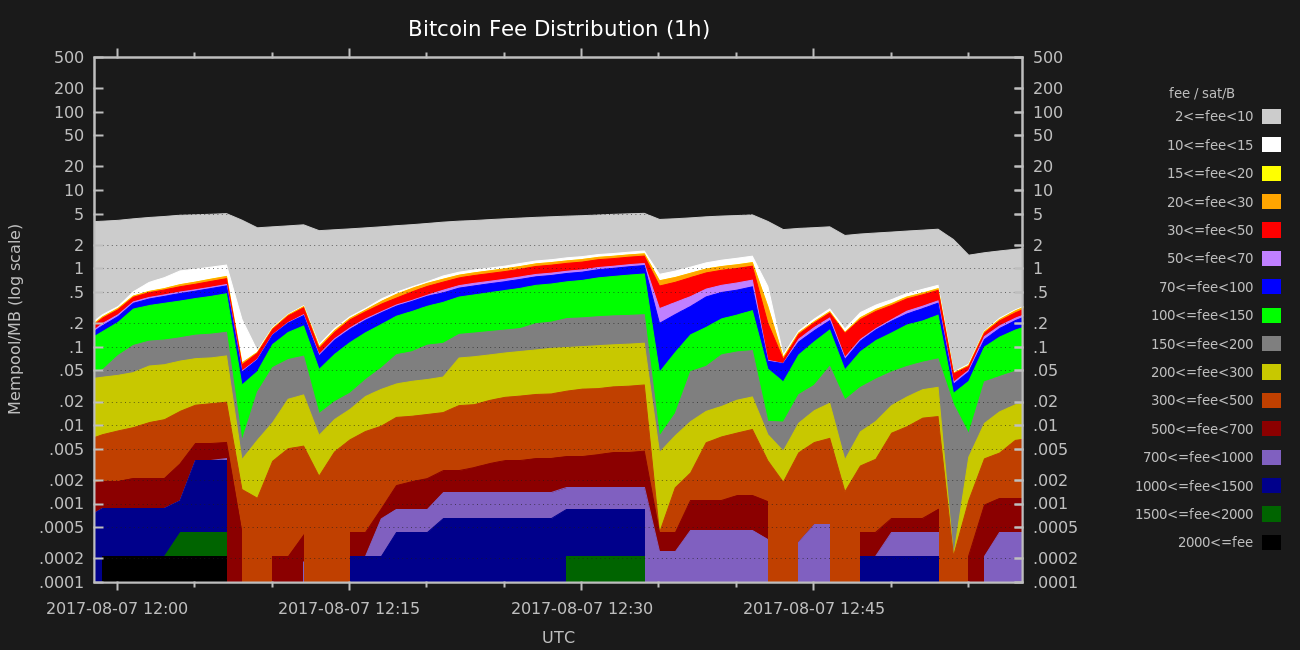 Bitcoin Fee Distribution (1h)
500 500
200 200
100 100
50 50
20 20
10 10
5 5
2 2
1 1
.5 .5
.2 .2
.1 .1
.05 .05
.02 .02
.01 .01
.005 .005
.002 .002
.001 .001
.0005 .0005
.0002 .0002
.0001 .0001
Mempool/MB (log scale)
2017-08-07 12:00 2017-08-07 12:15 2017-08-07 12:30 2017-08-07 12:45
UTC
fee / sat/B
2<=fee<10
10<=fee<15
15<=fee<20
20<=fee<30
30<=fee<50
50<=fee<70
70<=fee<100
100<=fee<150
150<=fee<200
200<=fee<300
300<=fee<500
500<=fee<700
700<=fee<1000
1000<=fee<1500
1500<=fee<2000
2000<=fee